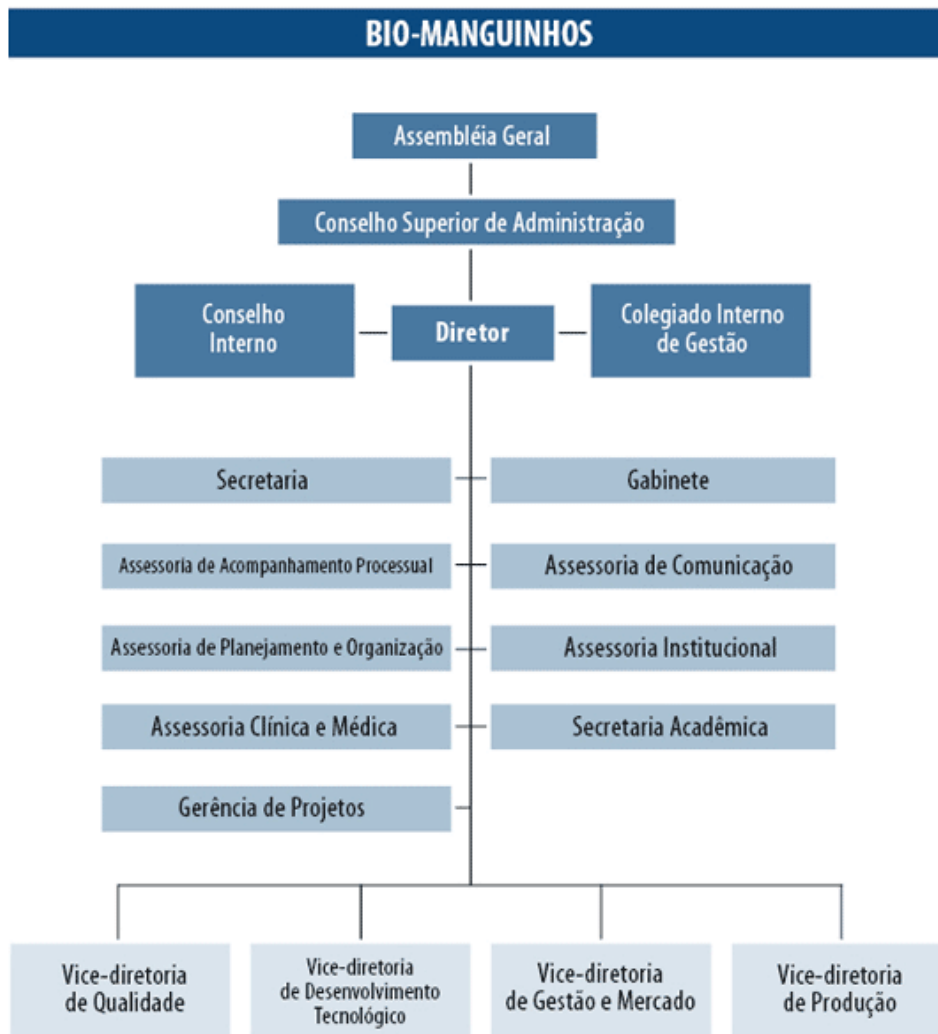 BIO-MANGUINHOS
Assembléia Geral
Conselho Superior de Administração
Conselho
Interno
Diretor
Colegiado Interno
de Gestão
Secretaria
Gabinete
Assessoria de Acompanhamento Processual
Assessoria de Comunicação
Assessoria de Planejamento e Organização
Assessoria Institucional
Assessoria Clínica e Médica
Secretaria Acadêmica
Gerência de Projetos
Vice-diretoria
de Qualidade
Vice-diretoria
de Desenvolvimento
Tecnológico
Vice-diretoria
de Gestão e Mercado
Vice-diretoria
de Produção